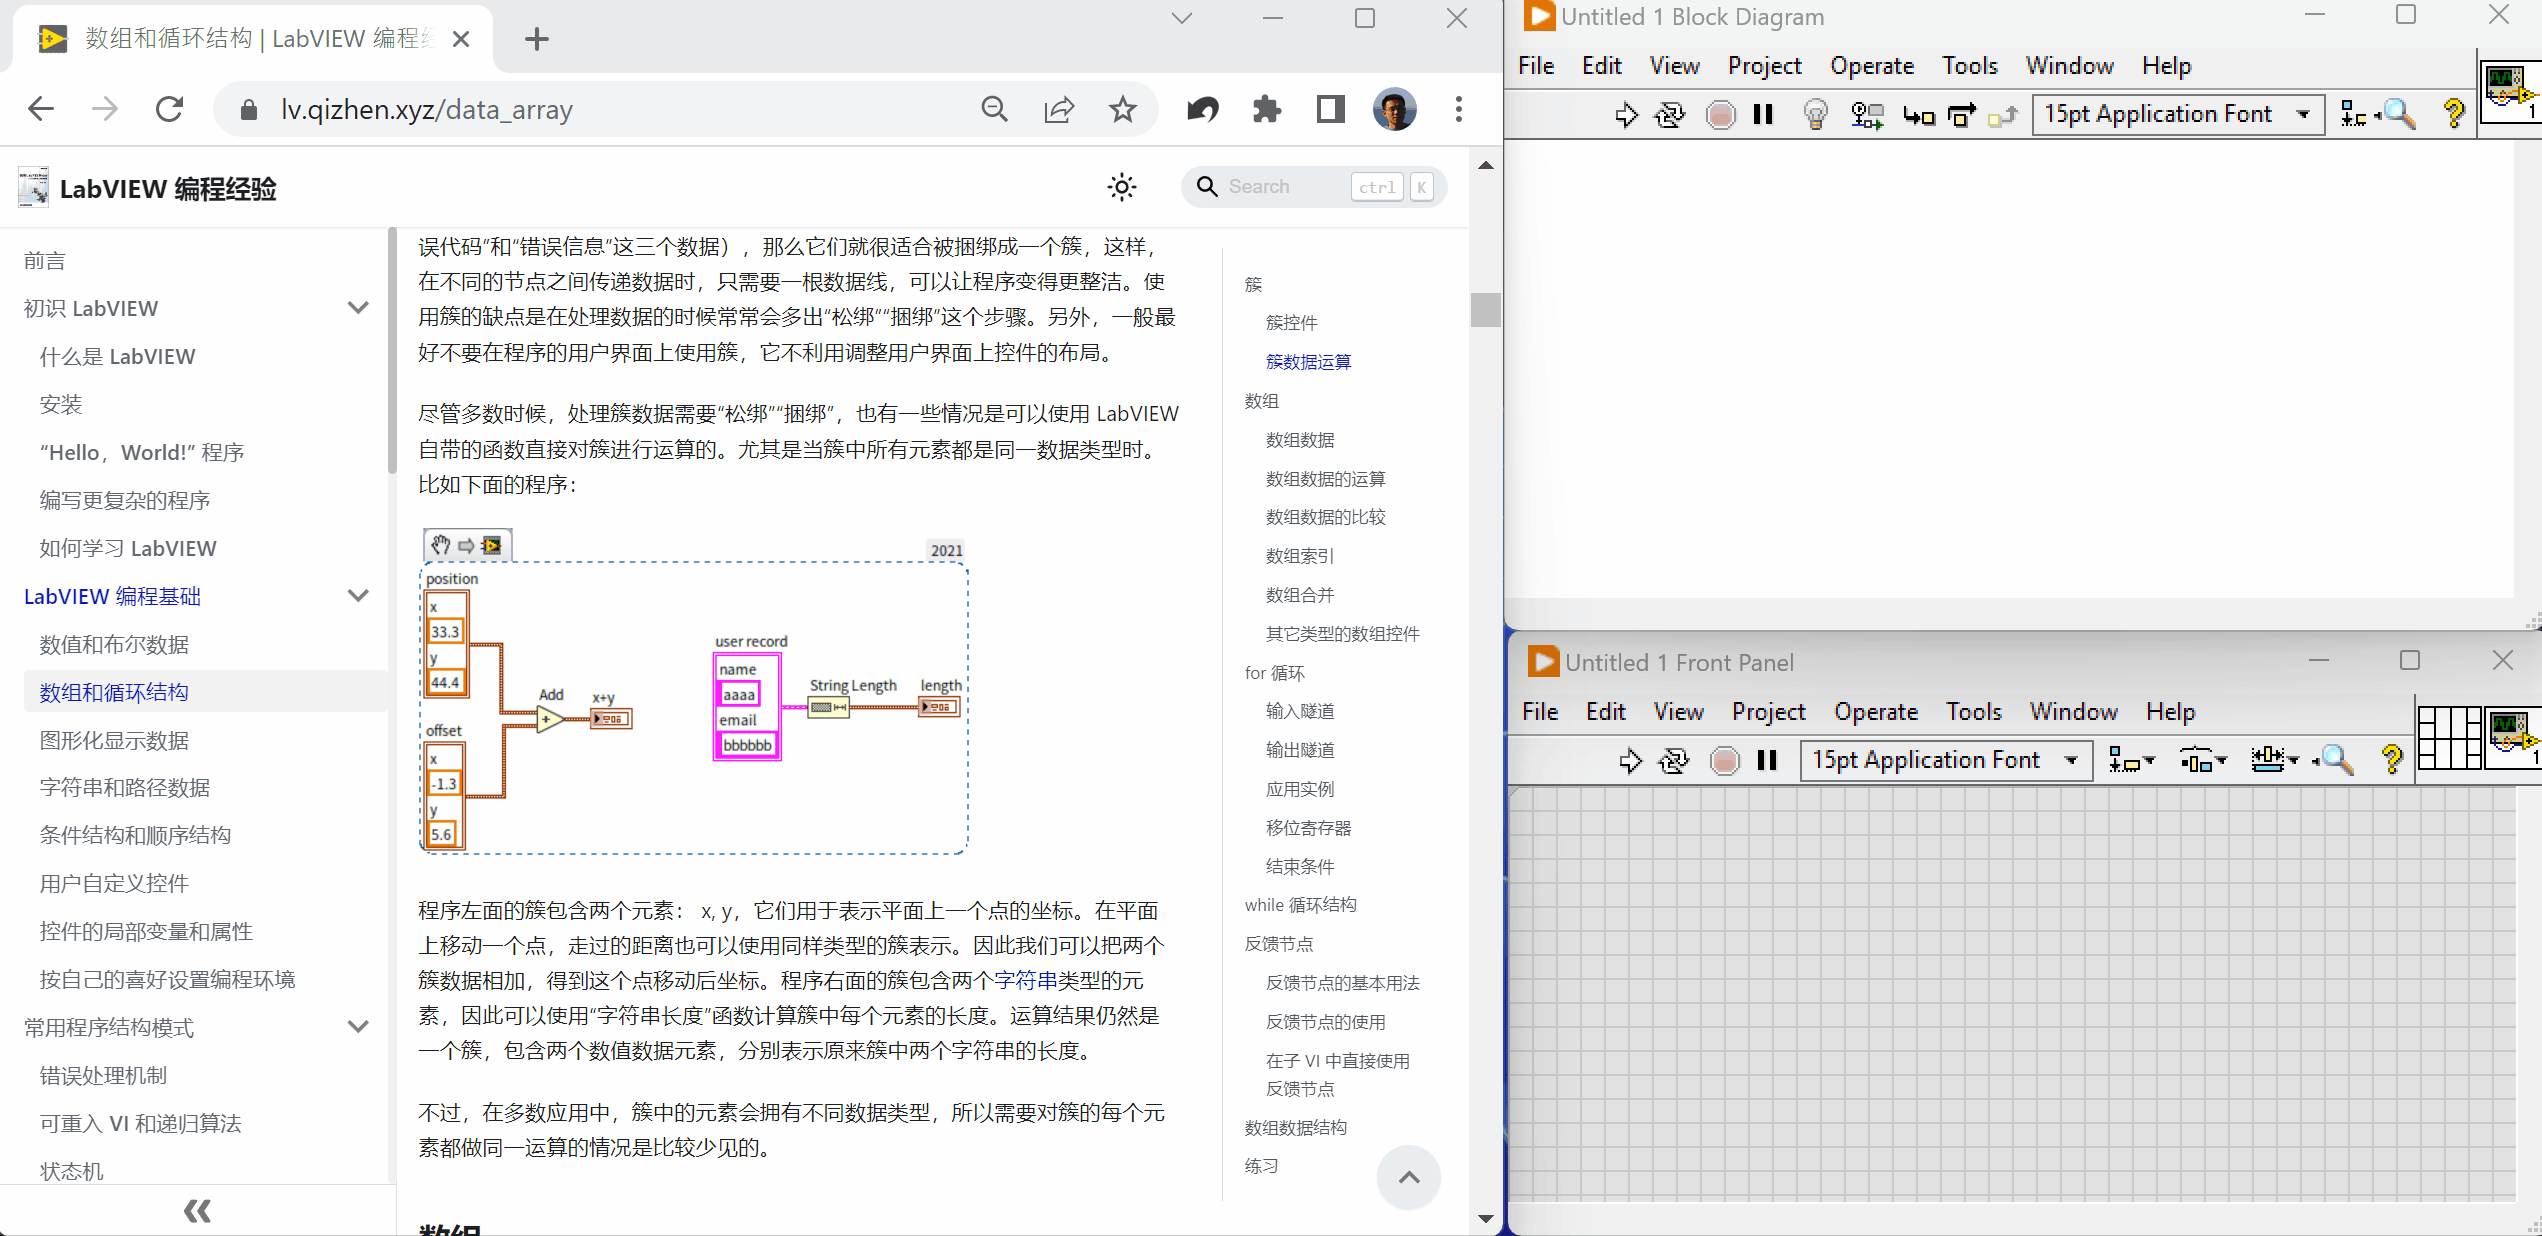 数组和循环结构 | LabVIEW 编程经
lv.qizhen.xyz/data_array
LabVIEW 编程经验
Search
ctrl K
前言
初识 LabVIEW
什么是 LabVIEW
安装
“Hello，World!” 程序
编写更复杂的程序
如何学习 LabVIEW
LabVIEW 编程基础
数值和布尔数据
数组和循环结构
图形化显示数据
字符串和路径数据
条件结构和顺序结构
用户自定义控件
控件的局部变量和属性
按自己的喜好设置编程环境
常用程序结构模式
错误处理机制
可重入 VI 和递归算法
状态机
误代码”和“错误信息”这三个数据），那么它们就很适合被捆绑成一个簇，这样，
在不同的节点之间传递数据时，只需要一根数据线，可以让程序变得更整洁。使
用簇的缺点是在处理数据的时候常常会多出“松绑”“捆绑”这个步骤。另外，一般最
好不要在程序的用户界面上使用簇，它不利用调整用户界面上控件的布局。
尽管多数时候，处理簇数据需要“松绑”“捆绑”，也有一些情况是可以使用 LabVIEW
自带的函数直接对簇进行运算的。尤其是当簇中所有元素都是同一数据类型时。
比如下面的程序：
2021
position
x
33.3
y
44.4
offset
x
-1.3
y
5.6
Add
x+y
user record
name
aaaa
email
bbbbbb
String Length
length
程序左面的簇包含两个元素： x, y，它们用于表示平面上一个点的坐标。在平面
上移动一个点，走过的距离也可以使用同样类型的簇表示。因此我们可以把两个
簇数据相加，得到这个点移动后坐标。程序右面的簇包含两个字符串类型的元
素，因此可以使用“字符串长度”函数计算簇中每个元素的长度。运算结果仍然是
一个簇，包含两个数值数据元素，分别表示原来簇中两个字符串的长度。
不过，在多数应用中，簇中的元素会拥有不同数据类型，所以需要对簇的每个元
素都做同一运算的情况是比较少见的。
数组
簇
簇控件
簇数据运算
数组
数组数据
数组数据的运算
数组数据的比较
数组索引
数组合并
其它类型的数组控件
for 循环
输入隧道
输出隧道
应用实例
移位寄存器
结束条件
while 循环结构
反馈节点
反馈节点的基本用法
反馈节点的使用
在子 VI 中直接使用
反馈节点
数组数据结构
练习
Untitled 1 Block Diagram
File Edit View Project Operate Tools Window Help
15pt Application Font
1
Untitled 1 Front Panel
File Edit View Project Operate Tools Window Help
15pt Application Font
1